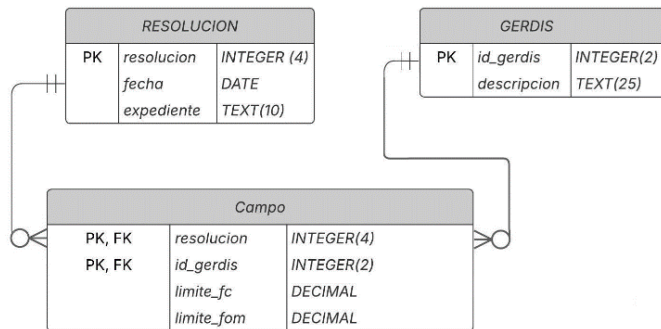 RESOLUCION
PK resolucion INTEGER (4)
fecha DATE
expediente TEXT(10)
GERDIS
PK id_gerdis INTEGER(2)
descripcion TEXT(25)
Campo
PK, FK resolucion INTEGER(4)
PK, FK id_gerdis INTEGER(2)
limite_fc DECIMAL
limite_fom DECIMAL